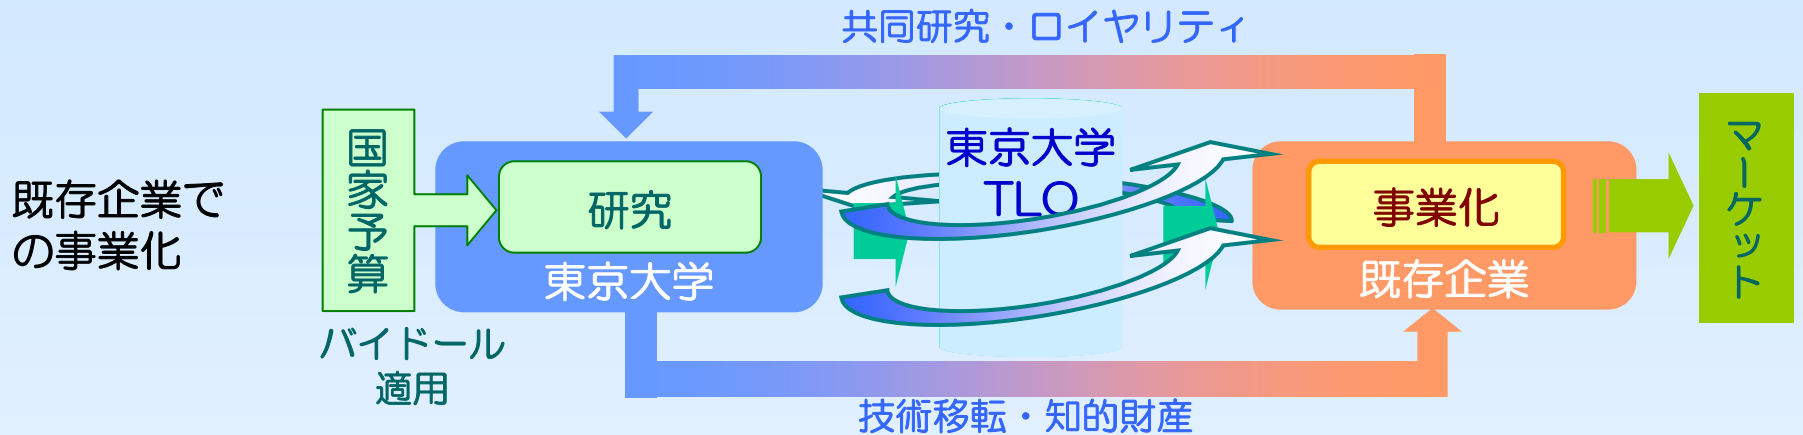 共同研究・ロイヤリティ
既存企業で
の事業化
国家予算
バイドール
適用
研究
東京大学
東京大学
TLO
事業化
既存企業
マーケット
技術移転・知的財産